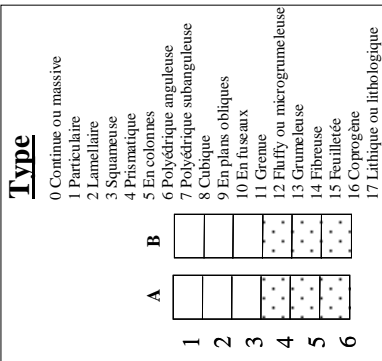 Type
0 Continue ou massive
1 Particulaire
2 Lamellaire
3 Squameuse
4 Prismatique
5 En colonnes
6 Polyédrique anguleuse
7 Polyédrique subanguleuse
8 Cubique
9 En plans obliques
10 En fuseaux
11 Grenue
12 Fluffy ou microgrumeleuse
13 Grumeleuse
14 Fibreuse
15 Feuilletée
16 Coprogène
17 Lithique ou lithologique
B
A
1
2
3
4
5
6